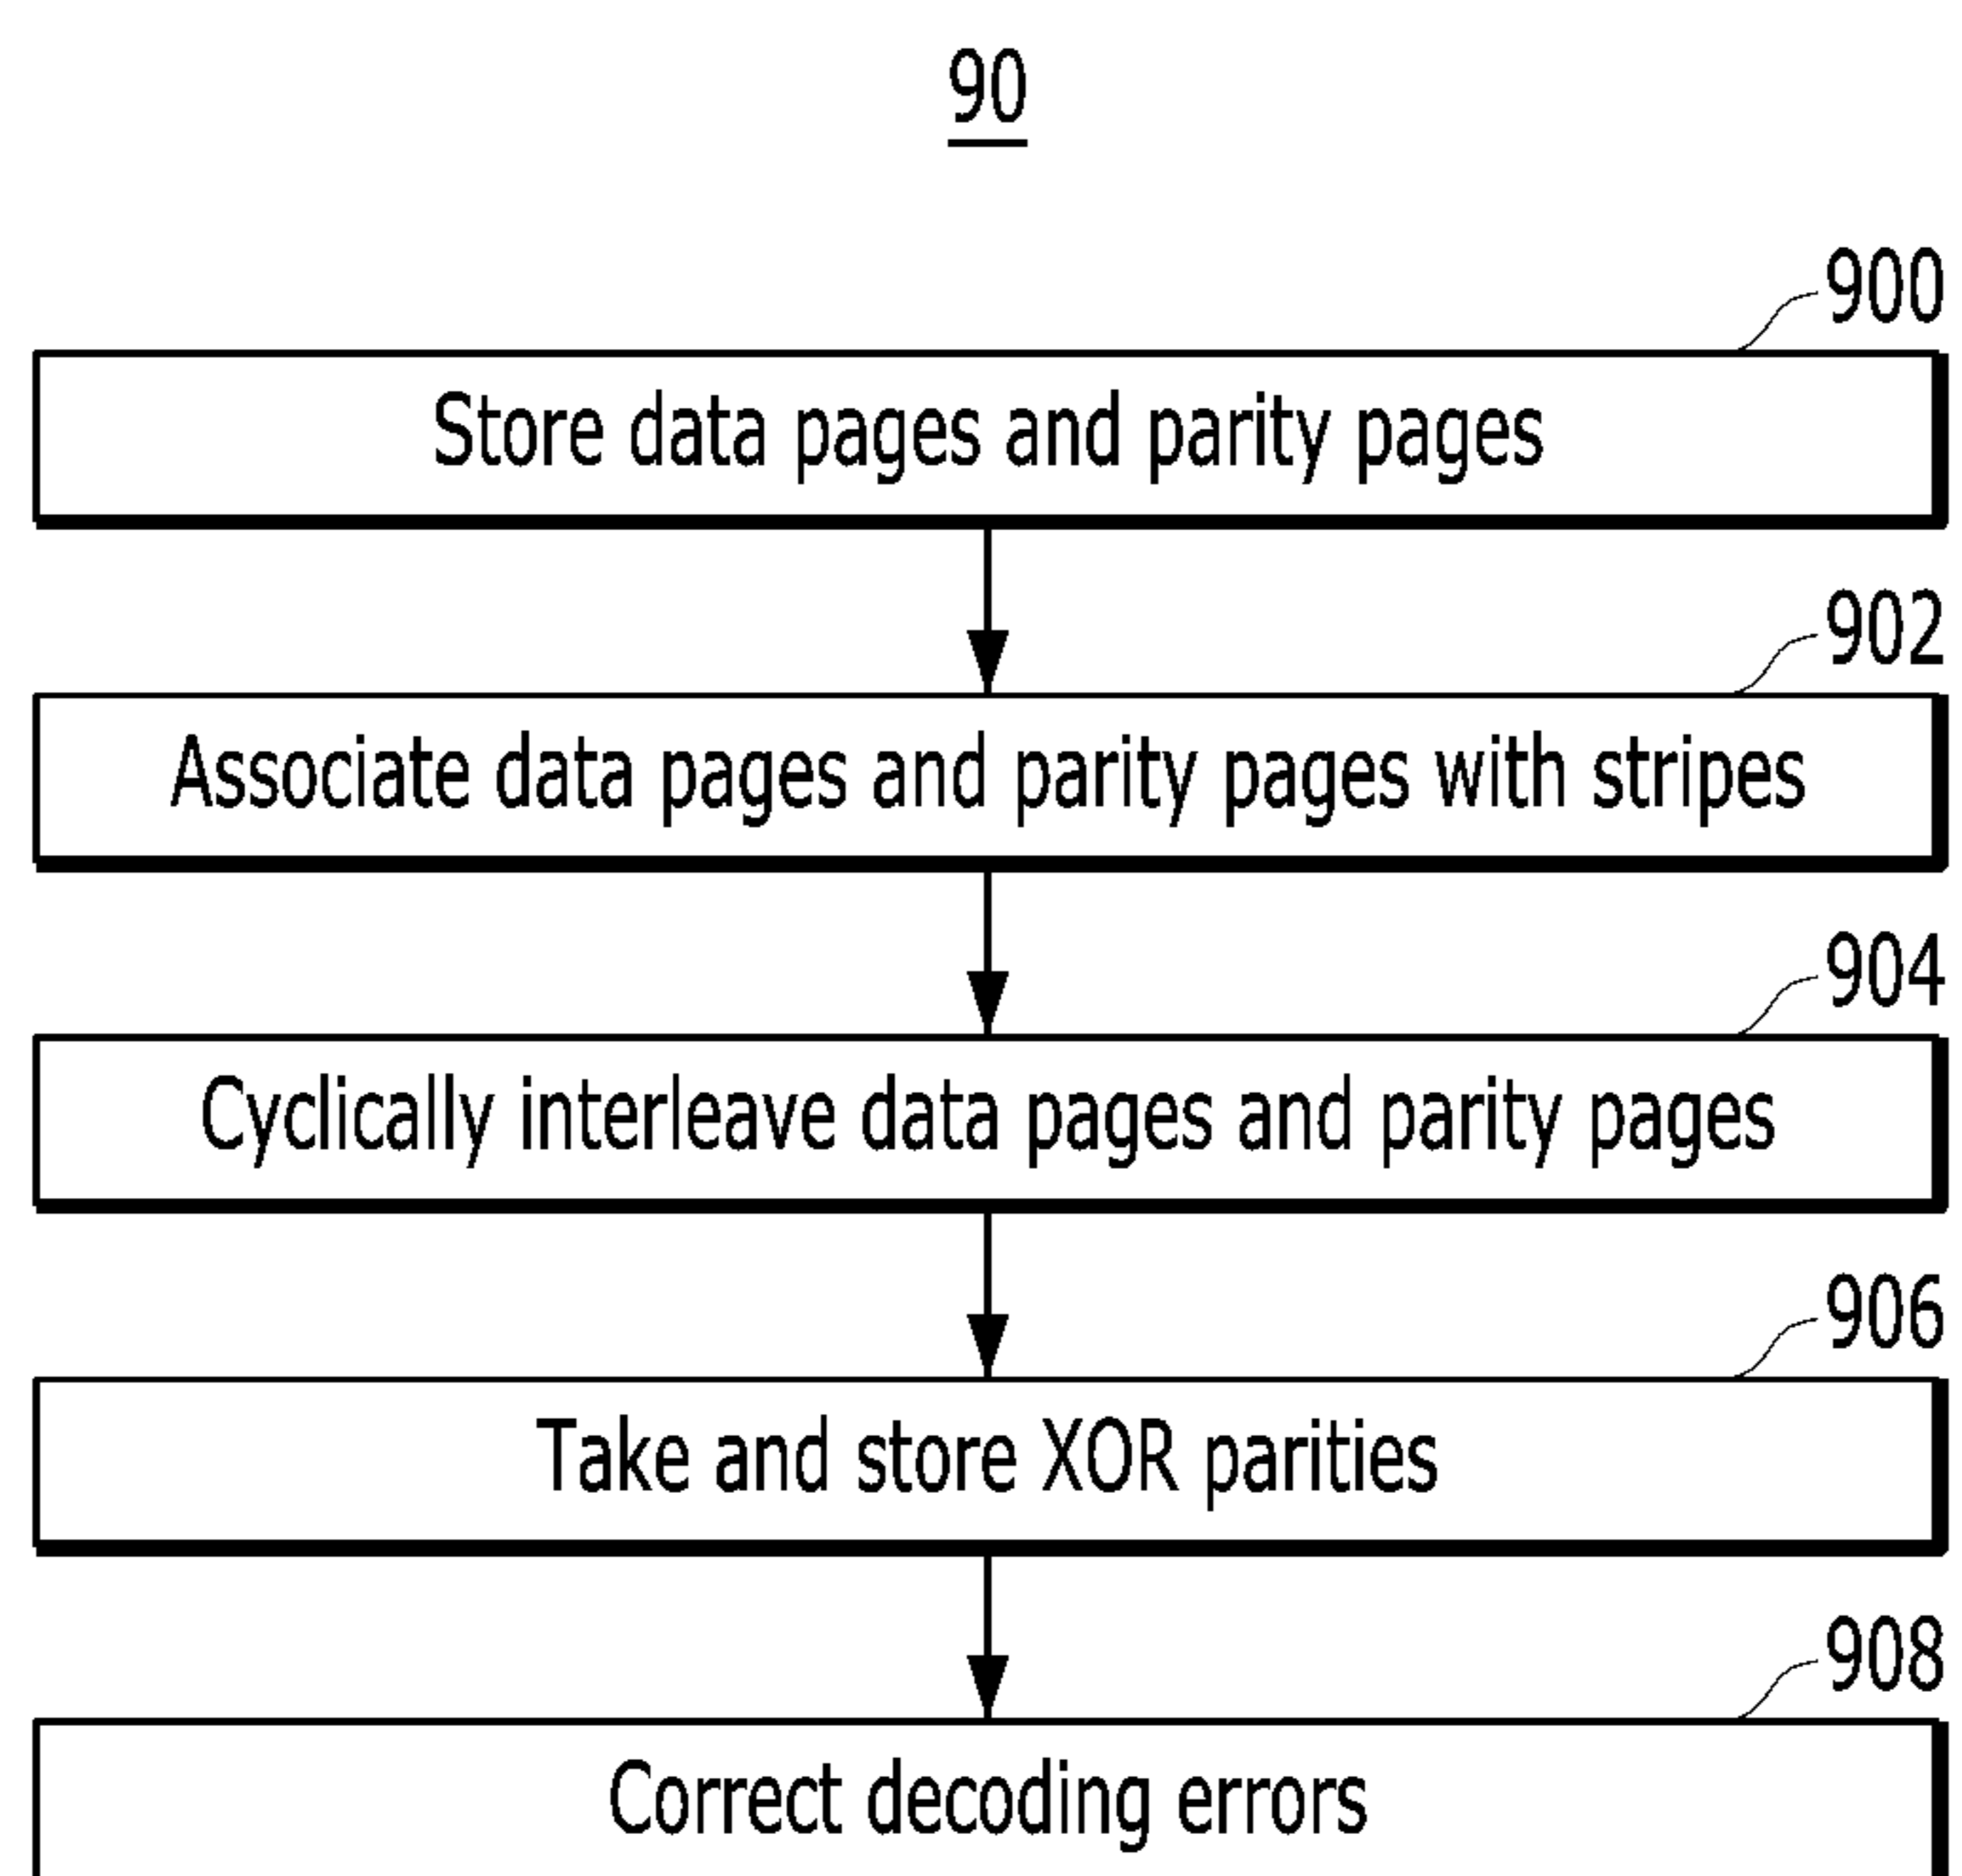 90
900
Store data pages and parity pages
902
Associate data pages and parity pages with stripes
904
Cyclically interleave data pages and parity pages
906
Take and store XOR parities
908
Correct decoding errors